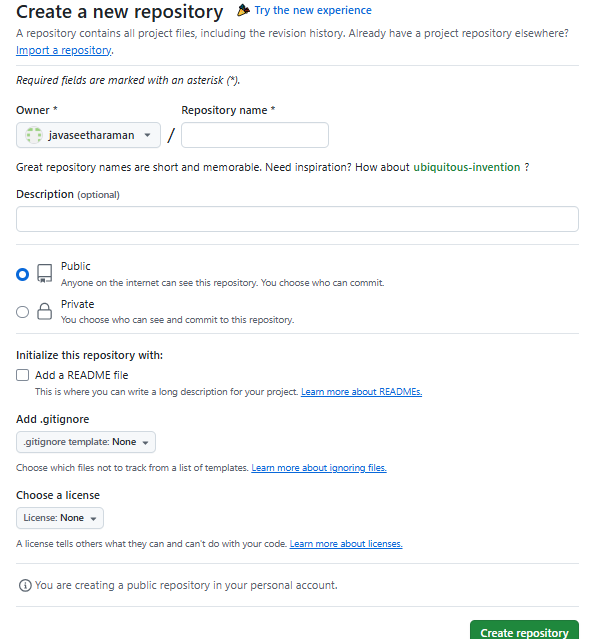 Create a new repository Try the new experience
A repository contains all project files, including the revision history. Already have a project repository elsewhere?
Import a repository.
Required fields are marked with an asterisk (*).
Owner * Repository name *
javaseetharaman /
Great repository names are short and memorable. Need inspiration? How about ubiquitous-invention ?
Description (optional)
Public
Anyone on the internet can see this repository. You choose who can commit.
Private
You choose who can see and commit to this repository.
Initialize this repository with:
Add a README file
This is where you can write a long description for your project. Learn more about READMEs.
Add .gitignore
.gitignore template: None
Choose which files not to track from a list of templates. Learn more about ignoring files.
Choose a license
License: None
A license tells others what they can and can't do with your code. Learn more about licenses.
You are creating a public repository in your personal account.
Create repository